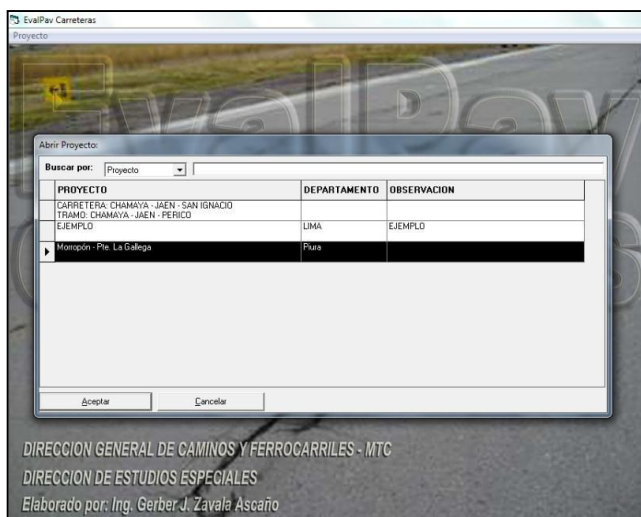 EvalPav Carreteras
Proyecto
EvalPav
Abrir Proyecto:
Buscar por: Proyecto
PROYECTO DEPARTAMENTO OBSERVACION
CARRETERA: CHAMAYA - JAEN - SAN IGNACIO
TRAMO: CHAMAYA - JAEN - PERICO
EJEMPLO LIMA EJEMPLO
Morropón - Pte. La Gallega Piura
Aceptar Cancelar
DIRECCION GENERAL DE CAMINOS Y FERROCARRILES - MTC
DIRECCION DE ESTUDIOS ESPECIALES
Elaborado por: Ing. Gerber J. Zavala Ascaño